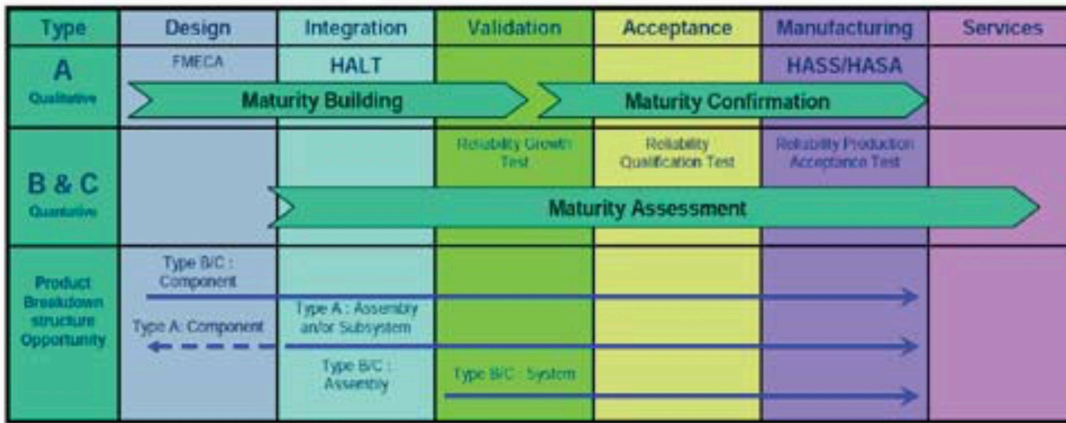 Type Design Integration Validation Acceptance Manufacturing Services
A
Qualitative
FMECA
HALT
HASS/HASA
Maturity Building
Maturity Confirmation
B & C
Quantative
Reliability Growth
Test
Reliability
Qualification Test
Reliability Production
Acceptance Test
Maturity Assessment
Product
Breakdown
structure
Opportunity
Type B/C :
Component
Type A: Component
Type A : Assembly
an/or Subsystem
Type B/C :
Assembly
Type B/C : System